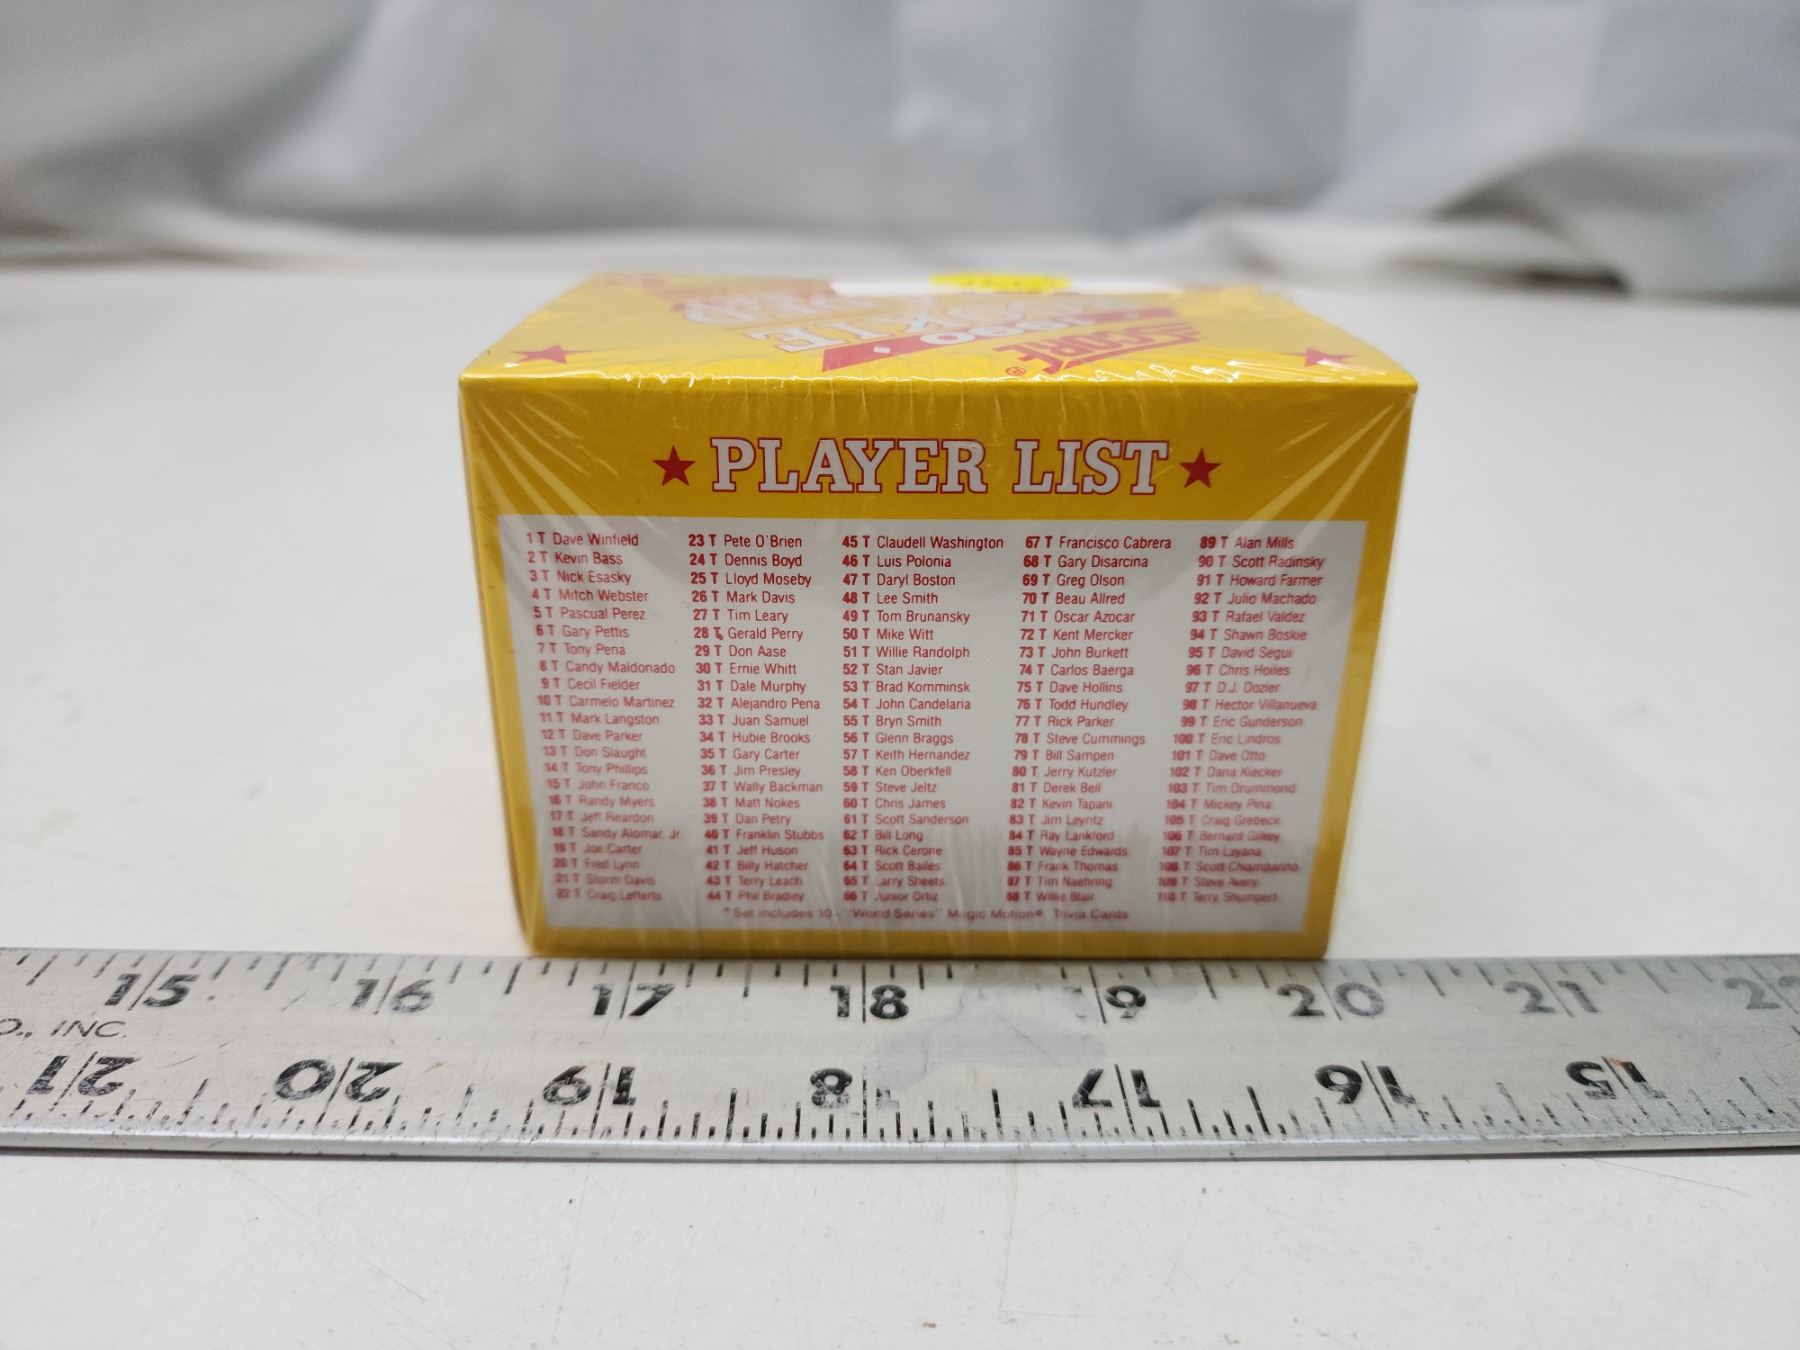 SCORE®
1990
ROOKIE
PLAYER LIST
1 T Dave Winfield
2 T Kevin Bass
3 T Nick Esasky
4 T Mitch Webster
5 T Pascual Perez
6 T Gary Pettis
7 T Tony Pena
8 T Candy Maldonado
9 T Cecil Fielder
10 T Carmelo Martinez
11 T Mark Langston
12 T Dave Parker
13 T Don Slaught
14 T Tony Phillips
15 T John Franco
16 T Randy Myers
17 T Jeff Reardon
18 T Sandy Alomar, Jr.
19 T Joe Carter
20 T Fred Lynn
21 T Storm Davis
22 T Craig Lefferts
23 T Pete O'Brien
24 T Dennis Boyd
25 T Lloyd Moseby
26 T Mark Davis
27 T Tim Leary
28 T Gerald Perry
29 T Don Aase
30 T Ernie Whitt
31 T Dale Murphy
32 T Alejandro Pena
33 T Juan Samuel
34 T Hubie Brooks
35 T Gary Carter
36 T Jim Presley
37 T Wally Backman
38 T Matt Nokes
39 T Dan Petry
40 T Franklin Stubbs
41 T Jeff Huson
42 T Billy Hatcher
43 T Terry Leach
44 T Phil Bradley
45 T Claudell Washington
46 T Luis Polonia
47 T Daryl Boston
48 T Lee Smith
49 T Tom Brunansky
50 T Mike Witt
51 T Willie Randolph
52 T Stan Javier
53 T Brad Komminsk
54 T John Candelaria
55 T Bryn Smith
56 T Glenn Braggs
57 T Keith Hernandez
58 T Ken Oberkfell
59 T Steve Jeltz
60 T Chris James
61 T Scott Sanderson
62 T Bill Long
63 T Rick Cerone
64 T Scott Bailes
65 T Larry Sheets
66 T Junior Ortiz
67 T Francisco Cabrera
68 T Gary Disarcina
69 T Greg Olson
70 T Beau Allred
71 T Oscar Azocar
72 T Kent Mercker
73 T John Burkett
74 T Carlos Baerga
75 T Dave Hollins
76 T Todd Hundley
77 T Rick Parker
78 T Steve Cummings
79 T Bill Sampen
80 T Jerry Kutzler
81 T Derek Bell
82 T Kevin Tapani
83 T Jim Leyritz
84 T Ray Lankford
85 T Wayne Edwards
86 T Frank Thomas
87 T Tim Naehring
88 T Willie Blair
89 T Alan Mills
90 T Scott Radinsky
91 T Howard Farmer
92 T Julio Machado
93 T Rafael Valdez
94 T Shawn Boskie
95 T David Segui
96 T Chris Hoiles
97 T D.J. Dozier
98 T Hector Villanueva
99 T Eric Gunderson
100 T Eric Lindros
101 T Dave Otto
102 T Dana Kiecker
103 T Tim Drummond
104 T Mickey Pina
105 T Craig Grebeck
106 T Bernard Gilkey
107 T Tim Layana
108 T Scott Chiamparino
109 T Steve Avery
110 T Terry Shumpert
*Set includes 10 - "World Series" Magic Motion® Trivia Cards
15 16 17 18 19 20 21 22
O., INC.
21 20 19 18 17 16 15